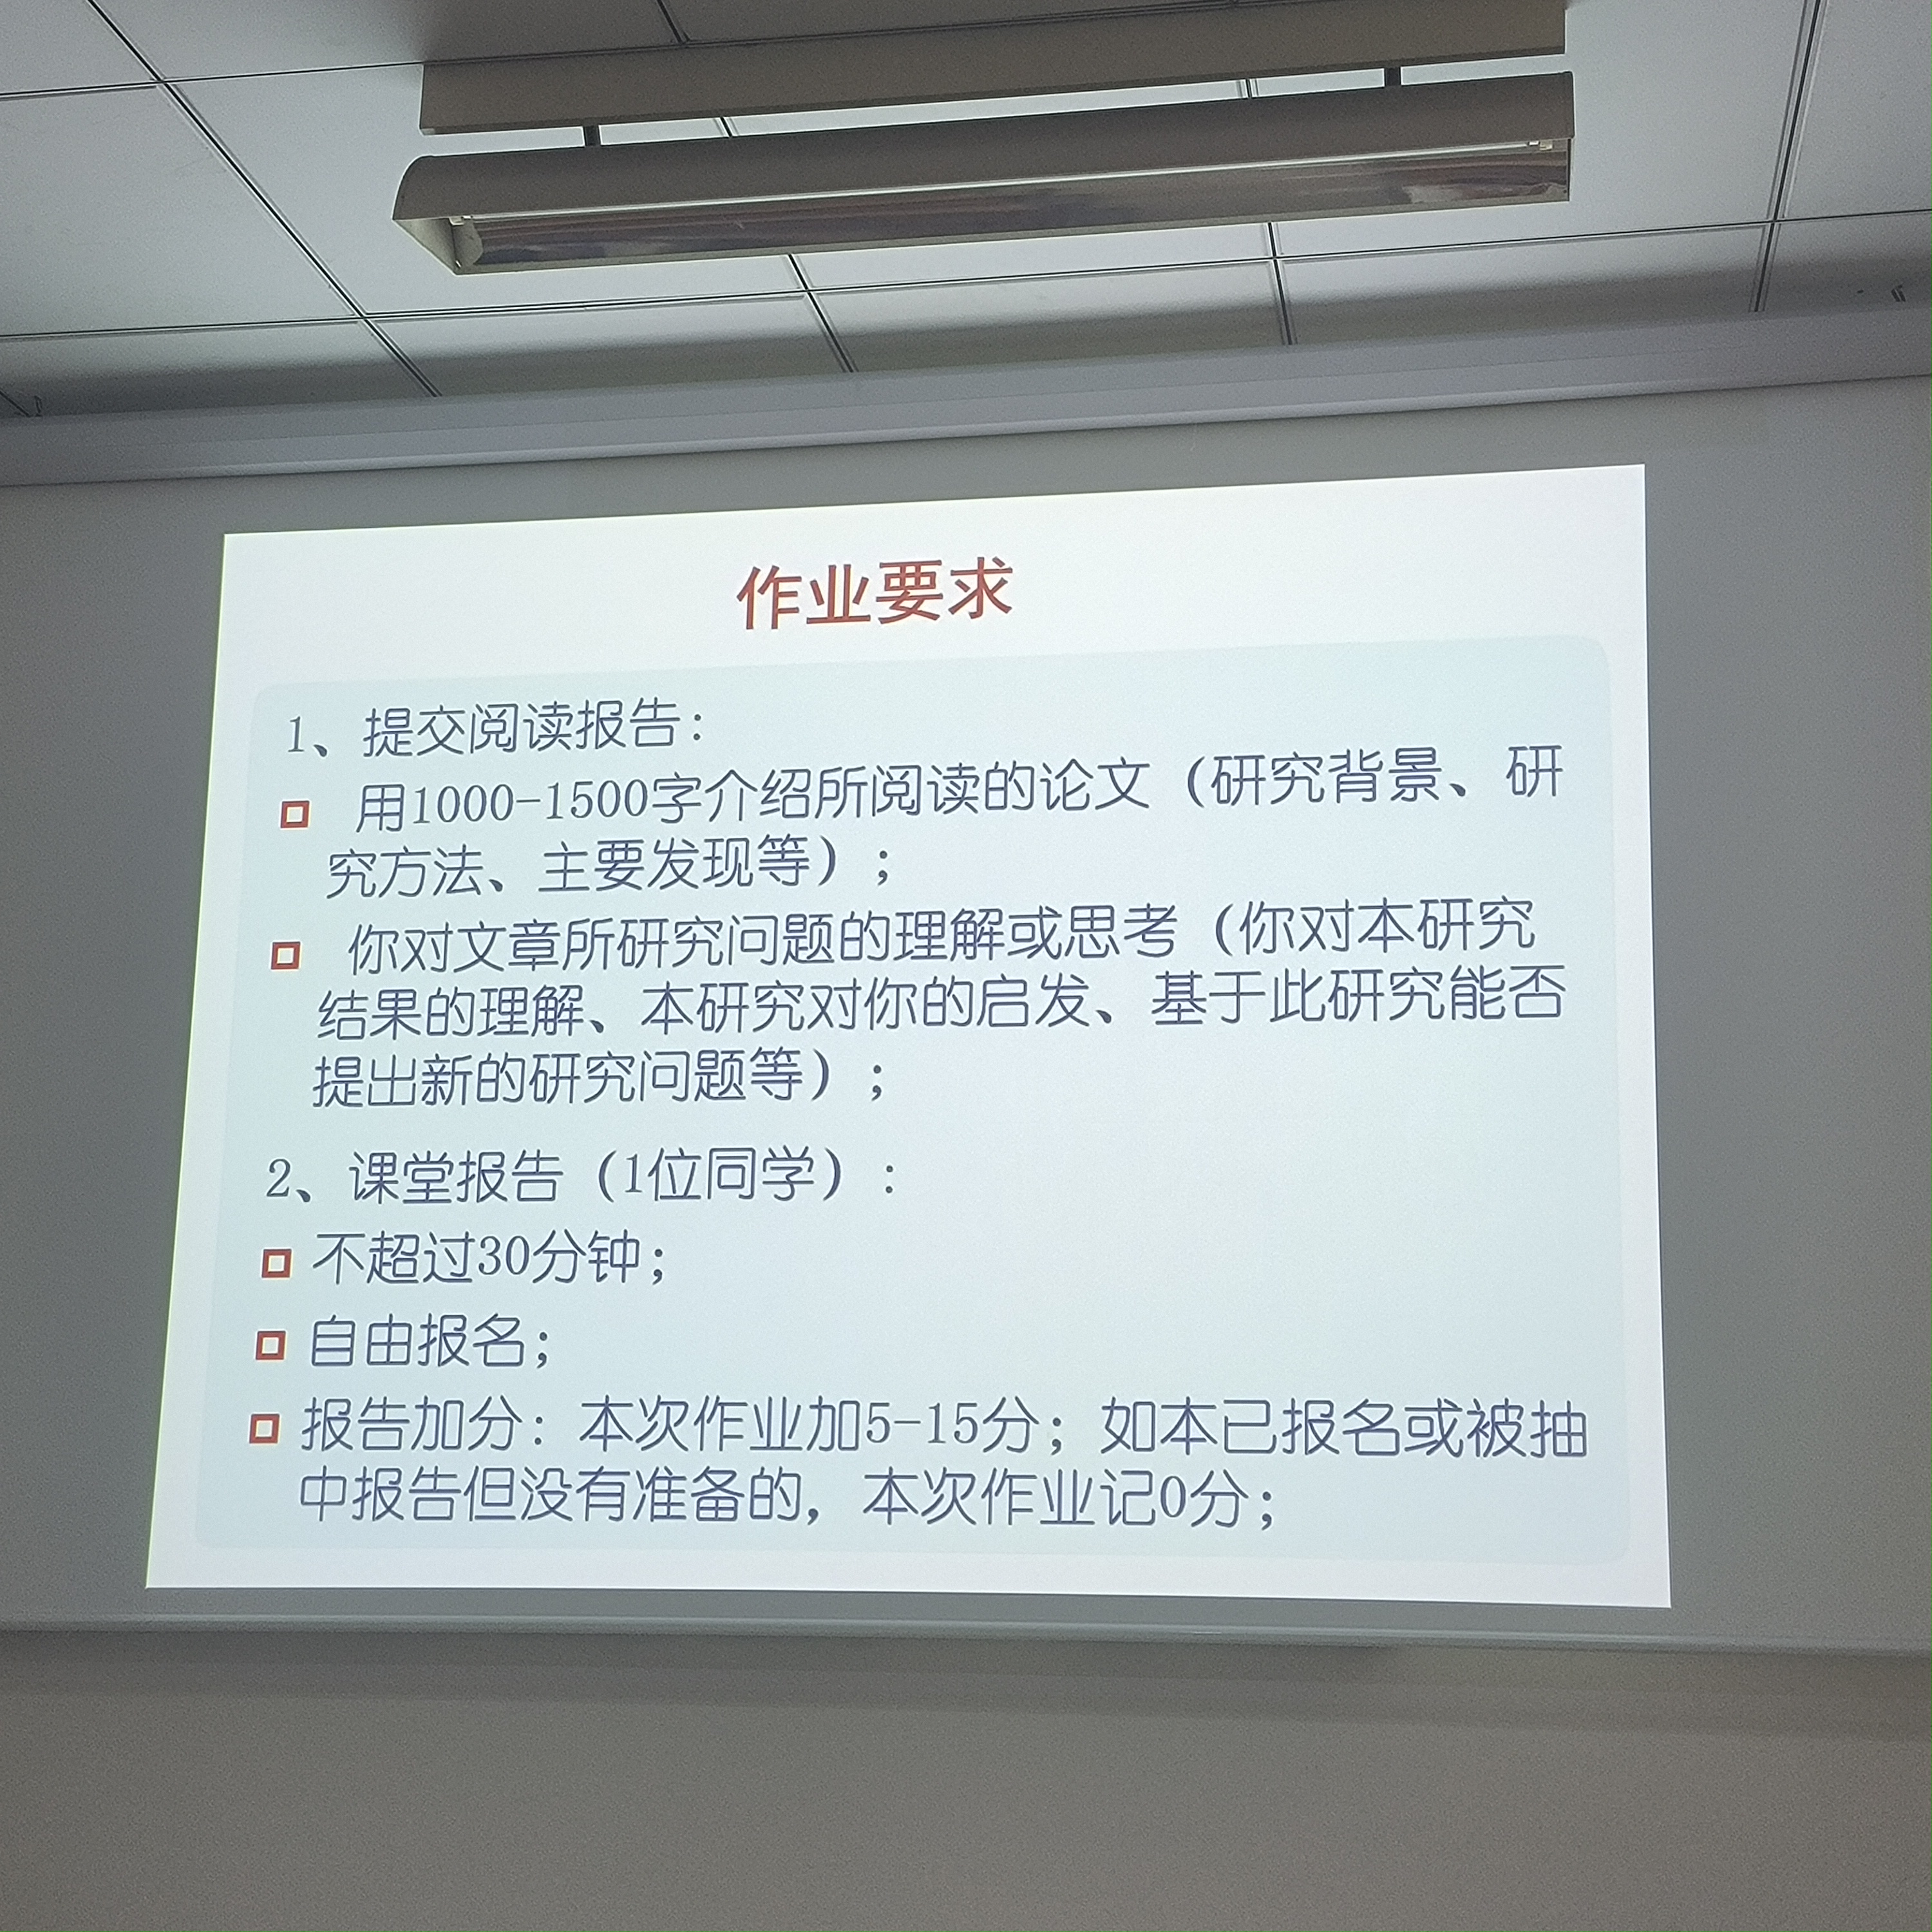 作业要求
1、提交阅读报告：
用1000-1500字介绍所阅读的论文（研究背景、研
究方法、主要发现等）；
你对文章所研究问题的理解或思考（你对本研究
结果的理解、本研究对你的启发、基于此研究能否
提出新的研究问题等）；
2、课堂报告（1位同学）：
不超过30分钟；
自由报名；
报告加分：本次作业加5-15分；如本已报名或被抽
中报告但没有准备的，本次作业记0分；